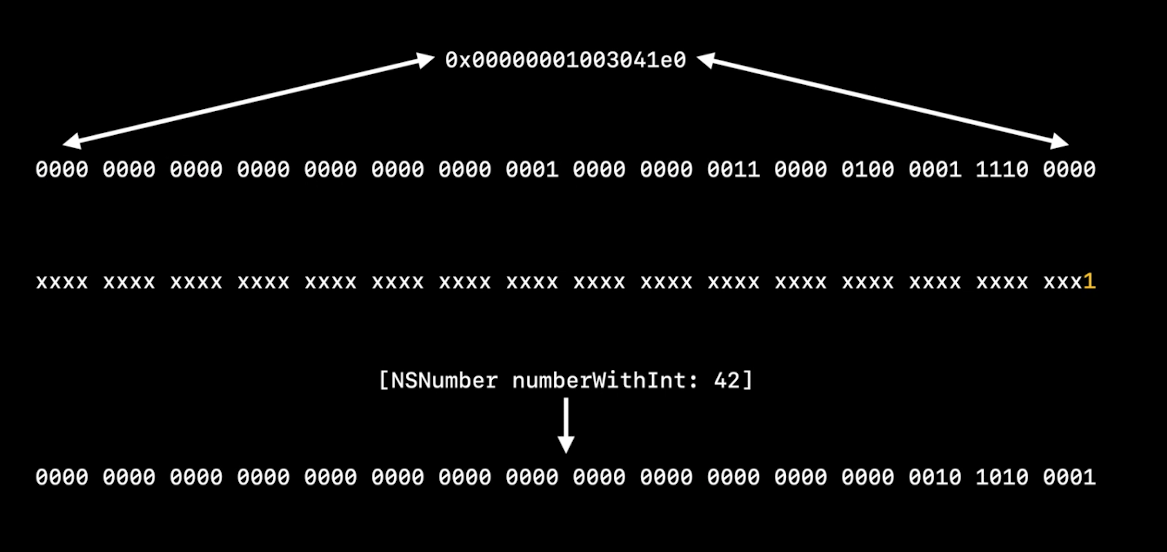 0x00000001003041e0
0000 0000 0000 0000 0000 0000 0000 0001 0000 0000 0011 0000 0100 0001 1110 0000
xxxx xxxx xxxx xxxx xxxx xxxx xxxx xxxx xxxx xxxx xxxx xxxx xxxx xxxx xxxx xxx1
[NSNumber numberWithInt: 42]
0000 0000 0000 0000 0000 0000 0000 0000 0000 0000 0000 0000 0000 0010 1010 0001